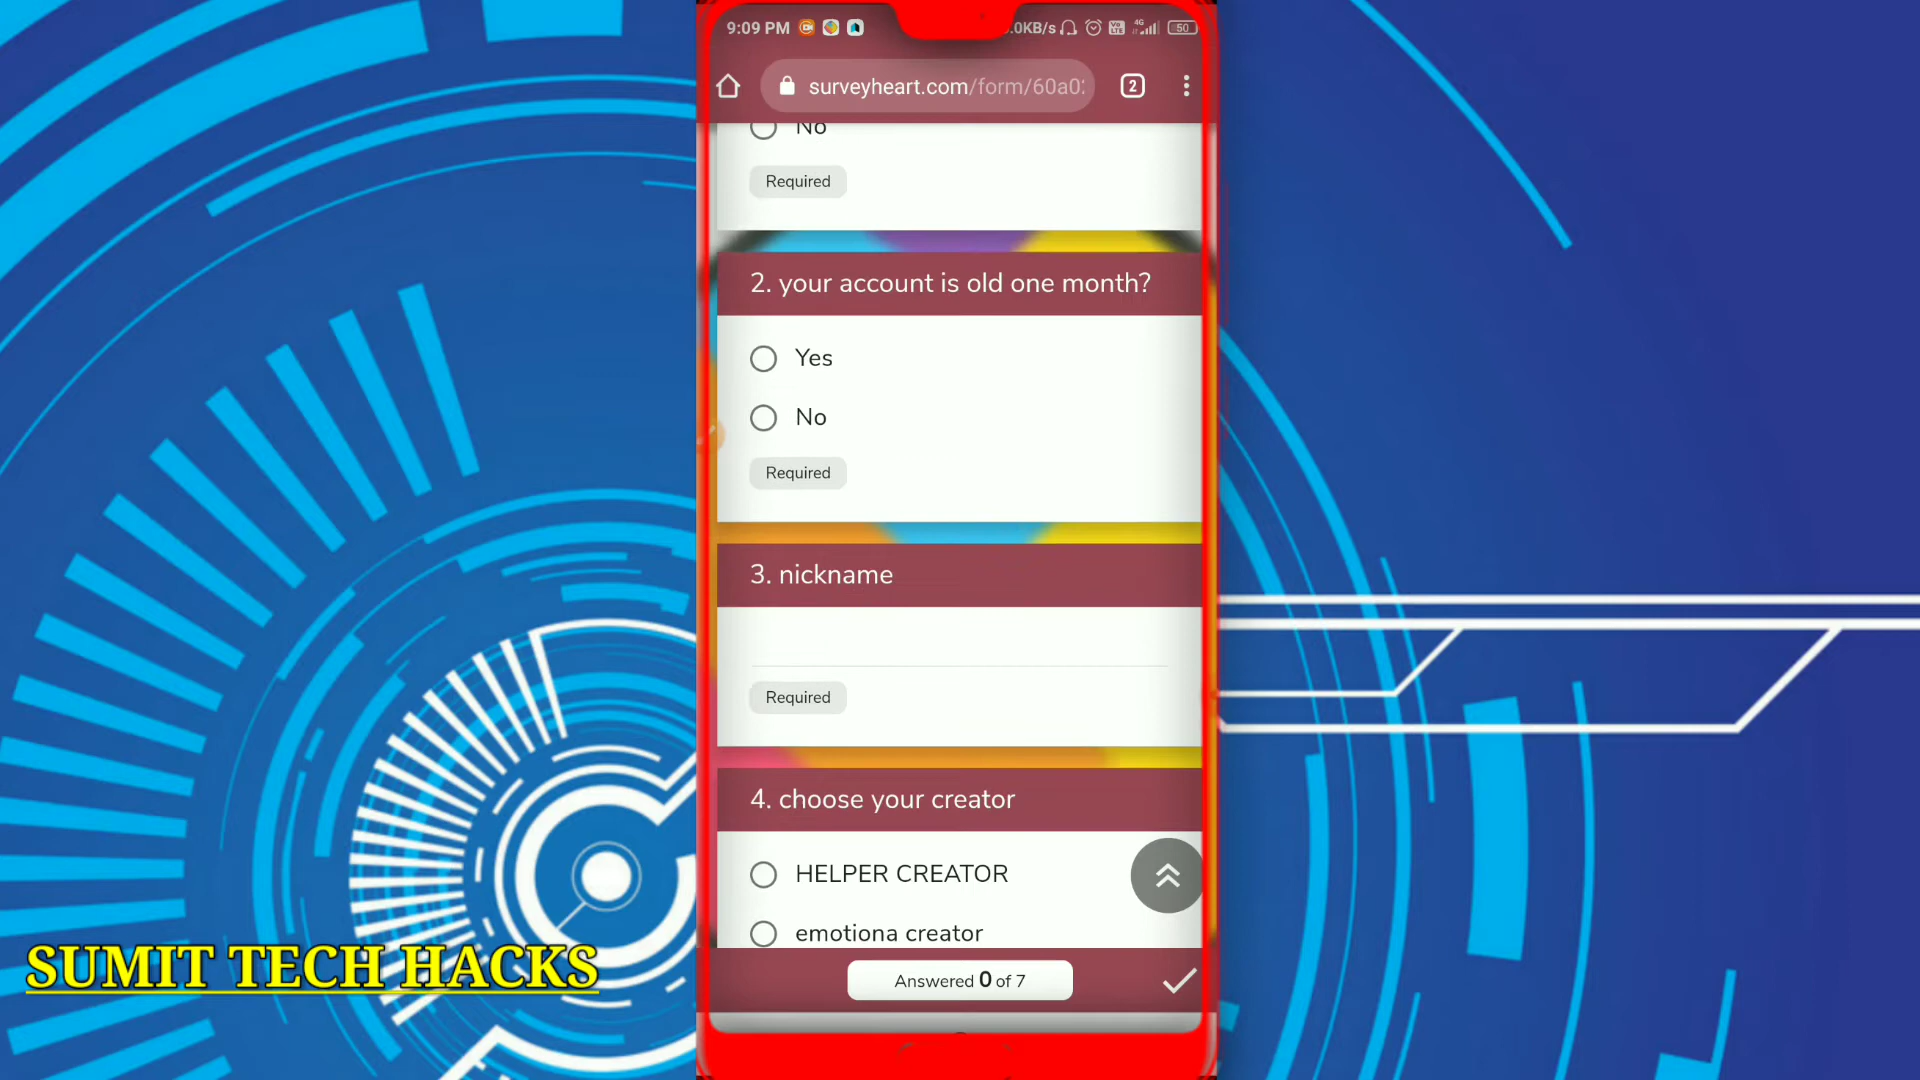 9:09 PM
.0KB/s
4G
50
surveyheart.com/form/60a0
2
No
Required
2. your account is old one month?
Yes
No
Required
3. nickname
Required
4. choose your creator
HELPER CREATOR
emotiona creator
Answered 0 of 7
SUMIT TECH HACKS